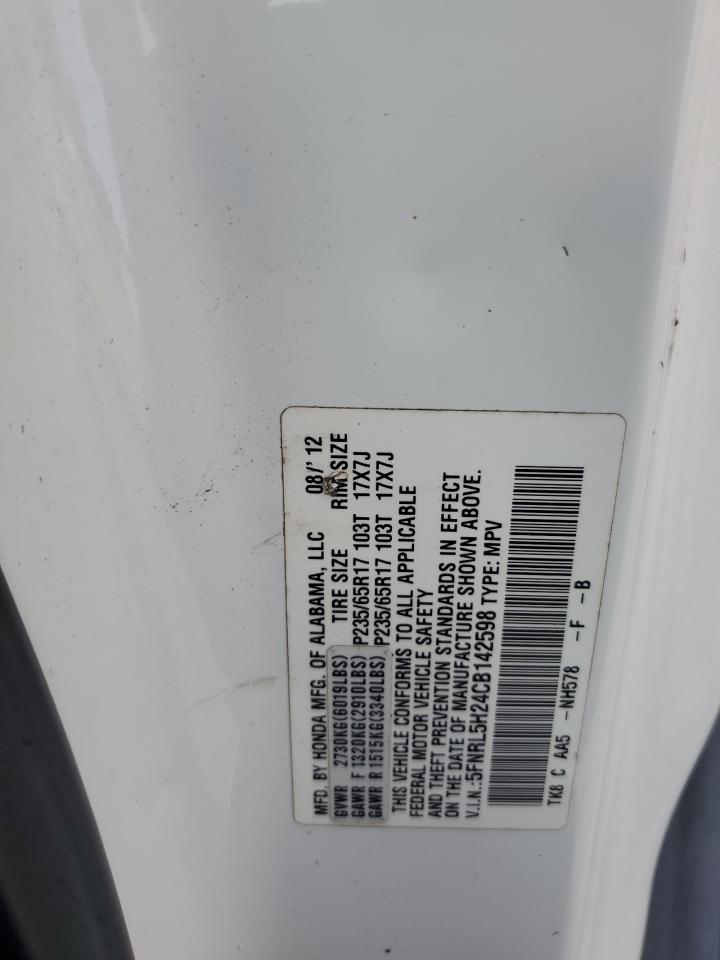 MFD. BY HONDA MFG. OF ALABAMA, LLC 08/'12
GVWR 2730KG(6019LBS) TIRE SIZE RIM SIZE
GAWR F 1320KG(2910LBS) P235/65R17 103T 17X7J
GAWR R 1515KG(3340LBS) P235/65R17 103T 17X7J
THIS VEHICLE CONFORMS TO ALL APPLICABLE
FEDERAL MOTOR VEHICLE SAFETY
AND THEFT PREVENTION STANDARDS IN EFFECT
ON THE DATE OF MANUFACTURE SHOWN ABOVE.
V.I.N.:5FNRL5H24CB142598 TYPE: MPV
TK8 C AA5 -NH578 -F -B